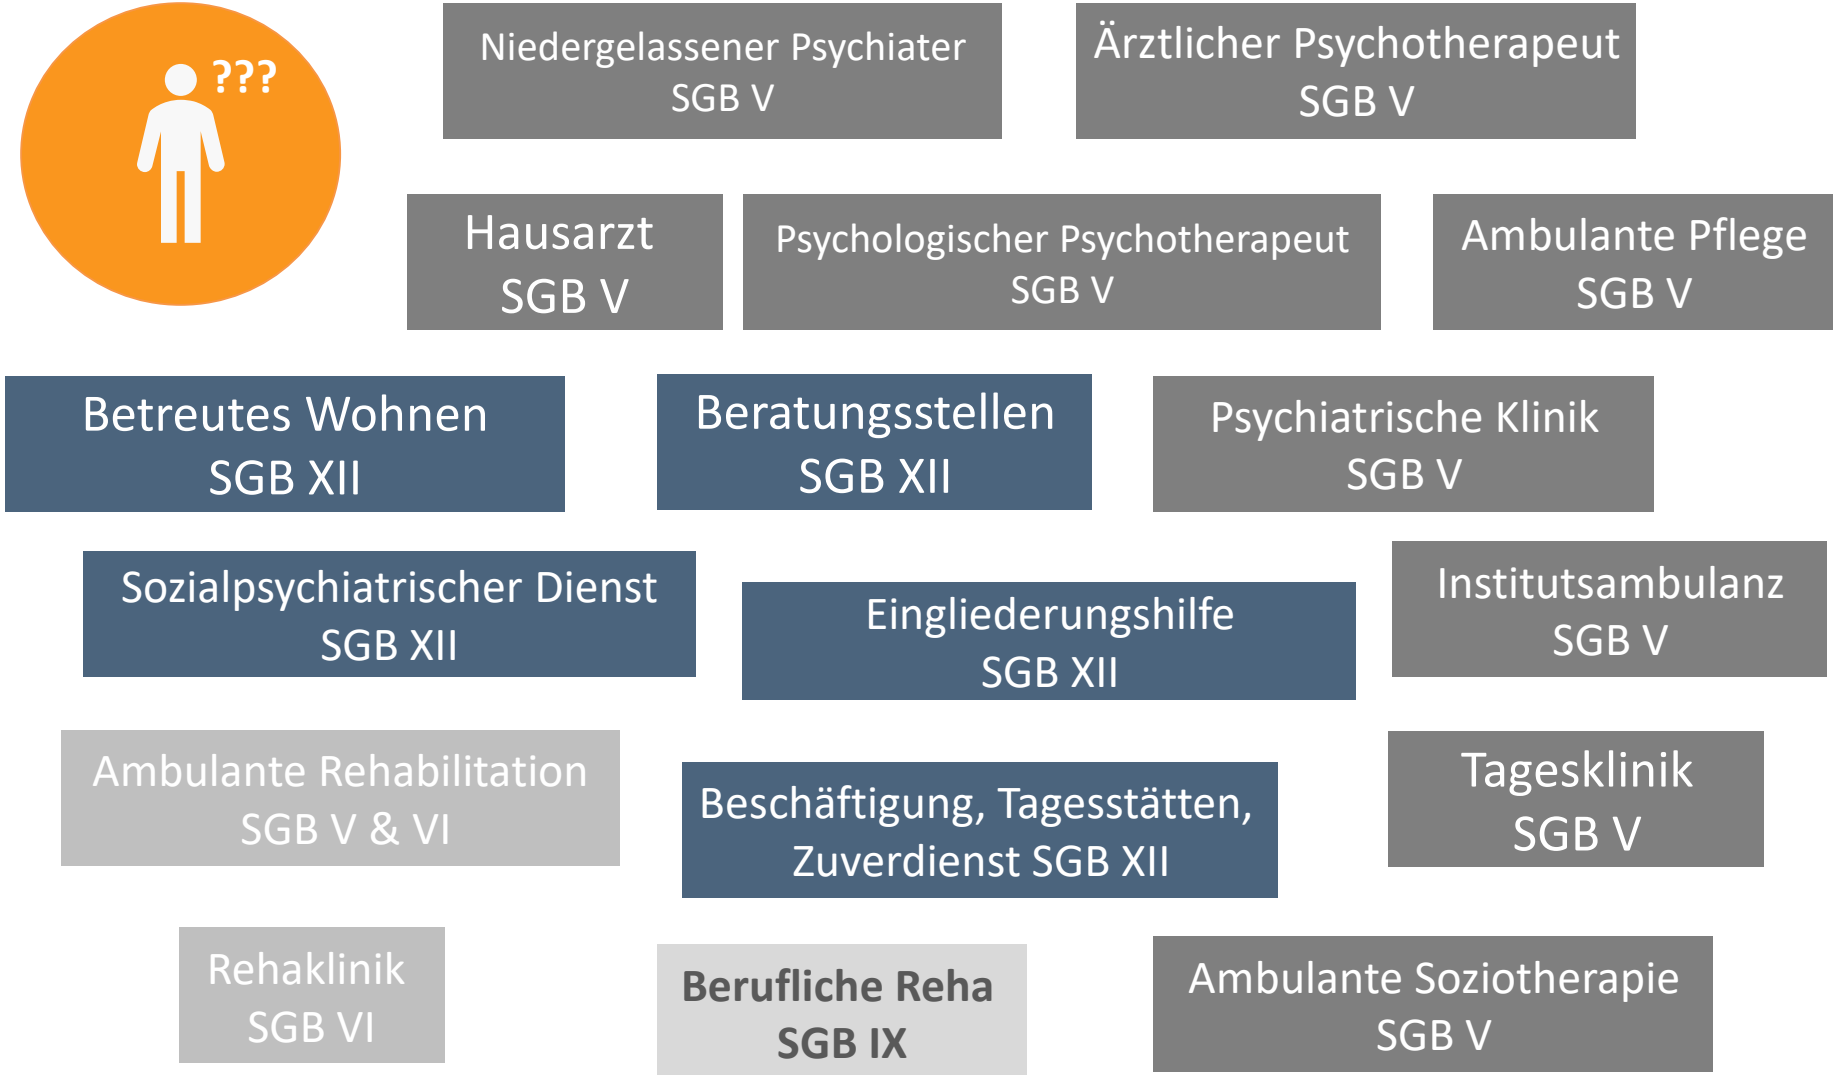 ???
Niedergelassener Psychiater
SGB V
Ärztlicher Psychotherapeut
SGB V
Hausarzt
SGB V
Psychologischer Psychotherapeut
SGB V
Ambulante Pflege
SGB V
Betreutes Wohnen
SGB XII
Beratungsstellen
SGB XII
Psychiatrische Klinik
SGB V
Sozialpsychiatrischer Dienst
SGB XII
Eingliederungshilfe
SGB XII
Institutsambulanz
SGB V
Ambulante Rehabilitation
SGB V & VI
Beschäftigung, Tagesstätten,
Zuverdienst SGB XII
Tagesklinik
SGB V
Rehaklinik
SGB VI
Berufliche Reha
SGB IX
Ambulante Soziotherapie
SGB V